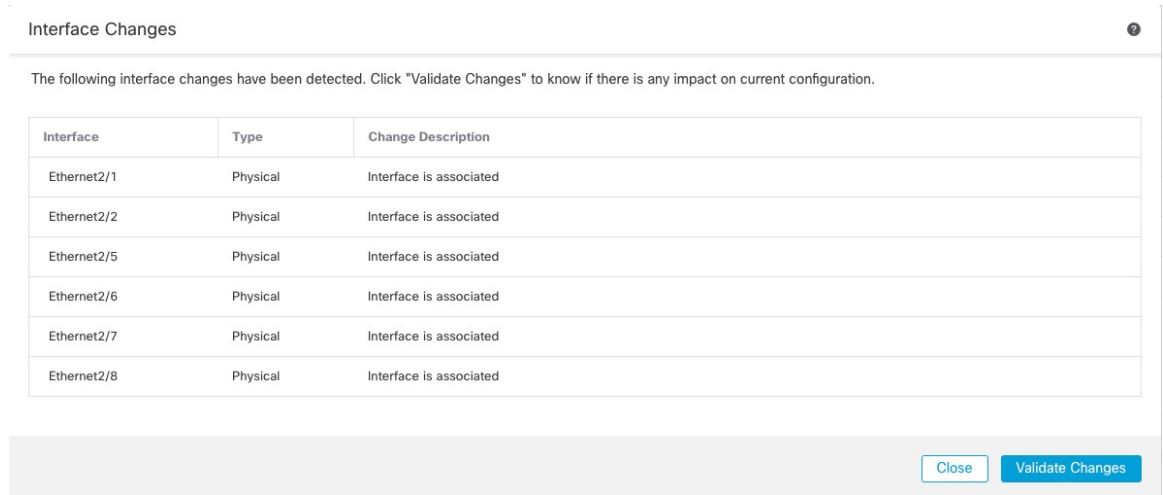 Interface Changes
?
The following interface changes have been detected. Click "Validate Changes" to know if there is any impact on current configuration.
Interface Type Change Description
Ethernet2/1 Physical Interface is associated
Ethernet2/2 Physical Interface is associated
Ethernet2/5 Physical Interface is associated
Ethernet2/6 Physical Interface is associated
Ethernet2/7 Physical Interface is associated
Ethernet2/8 Physical Interface is associated
Close Validate Changes